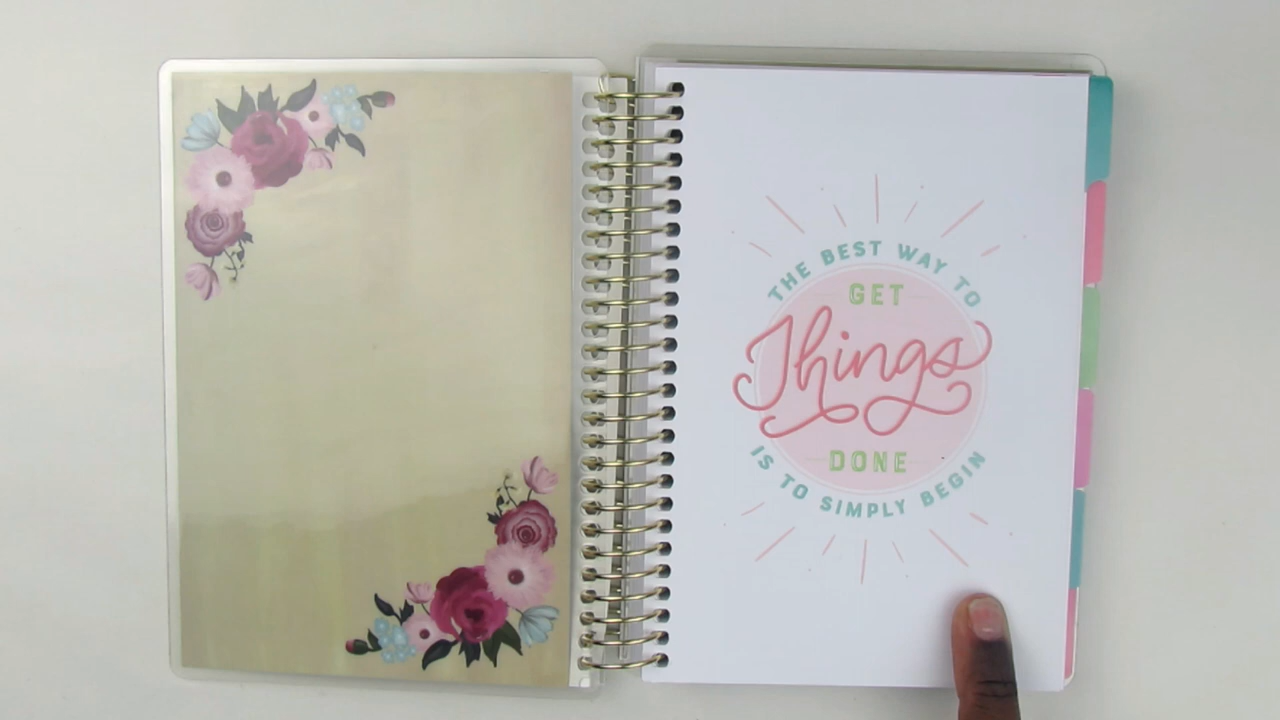 THE BEST WAY TO
GET
Things
DONE
IS TO SIMPLY BEGIN